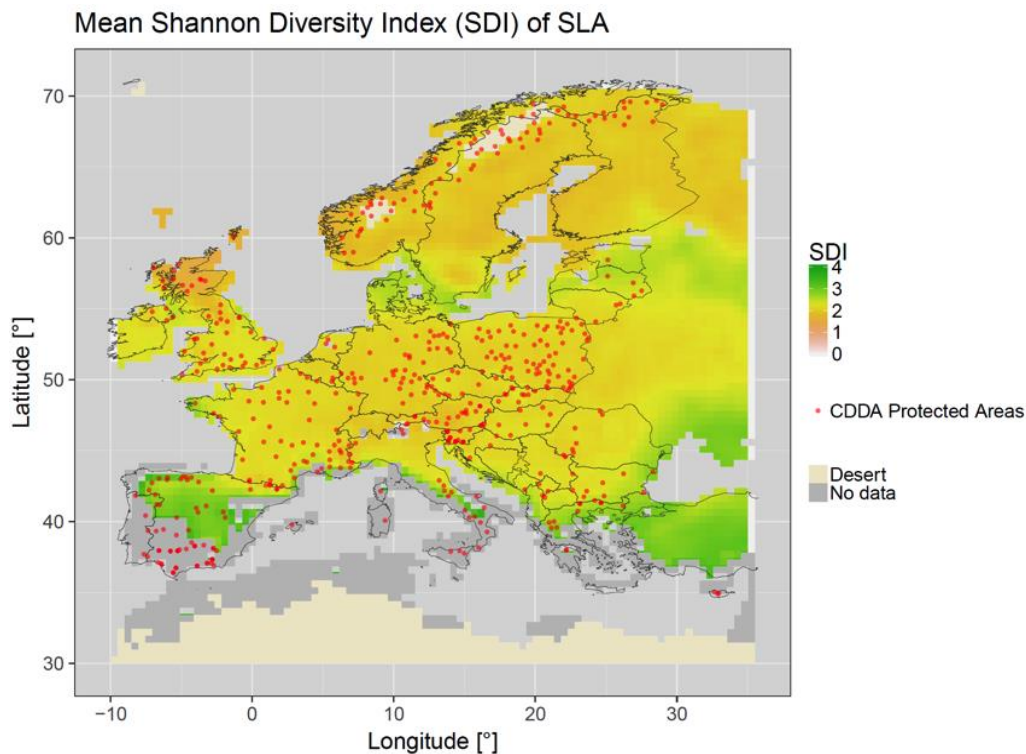 Mean Shannon Diversity Index (SDI) of SLA
70
60
50
40
30
Latitude [°]
−10
0
10
20
30
Longitude [°]
SDI
4
3
2
1
0
CDDA Protected Areas
Desert
No data